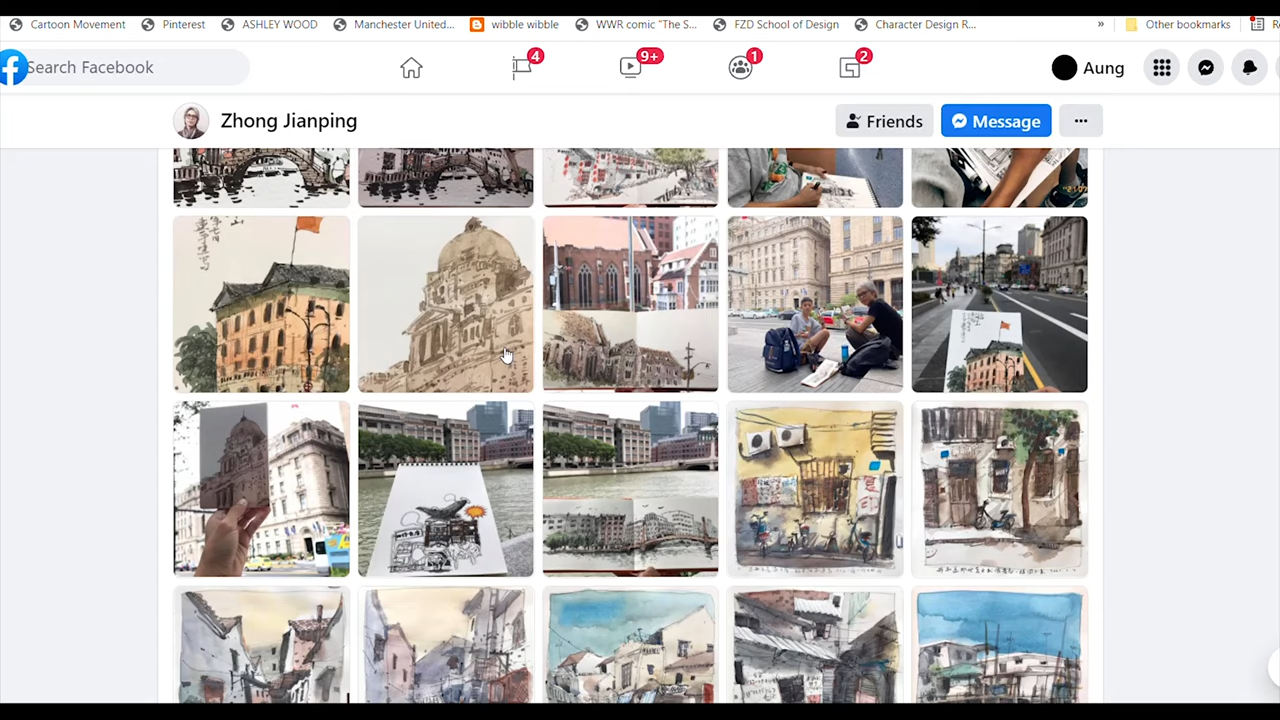 Cartoon Movement
Pinterest
ASHLEY WOOD
Manchester United...
wibble wibble
WWR comic "The S...
FZD School of Design
Character Design R...
»
Other bookmarks
Search Facebook
4
9+
1
2
Aung
Zhong Jianping
Friends
Message